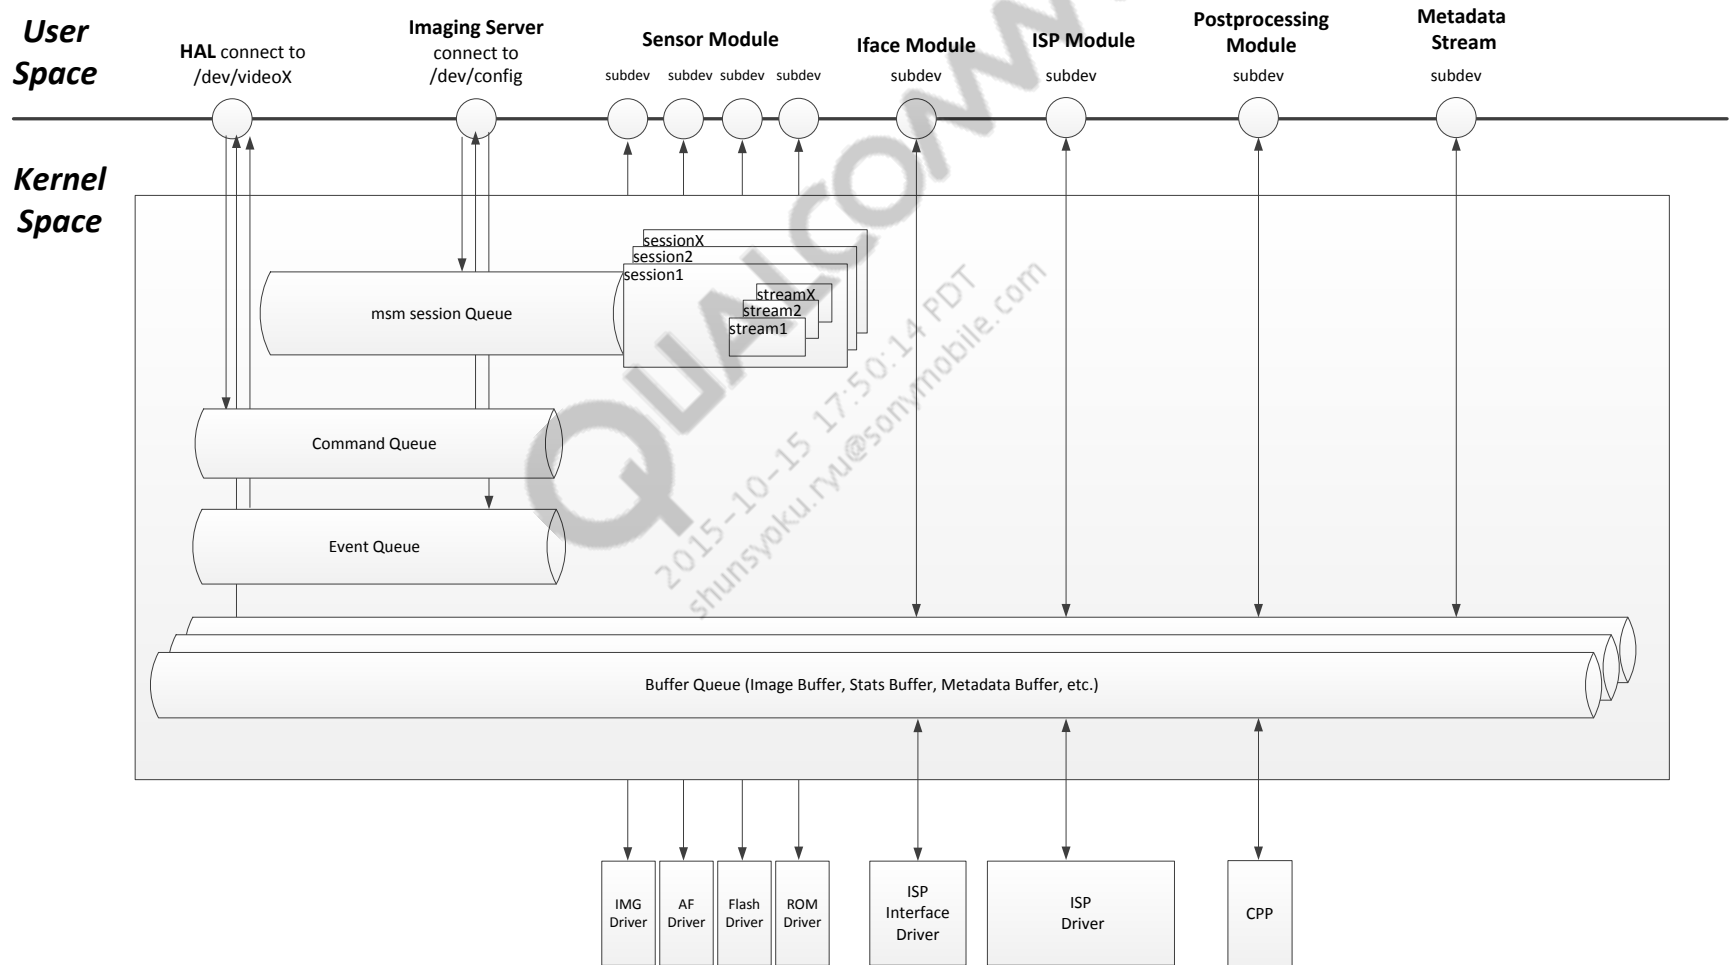 User
Space
HAL connect to
/dev/videoX
Imaging Server
connect to
/dev/config
Sensor Module
subdev subdev subdev subdev
Iface Module
subdev
ISP Module
subdev
Postprocessing
Module
subdev
Metadata
Stream
subdev
Kernel
Space
sessionX
session2
session1
streamX
stream2
stream1
msm session Queue
Command Queue
Event Queue
Buffer Queue (Image Buffer, Stats Buffer, Metadata Buffer, etc.)
IMG
Driver
AF
Driver
Flash
Driver
ROM
Driver
ISP
Interface
Driver
ISP
Driver
CPP
QUALCOMM
2015-10-15 17:50:14 PDT
shunsyoku.ryu@sonymobile.com